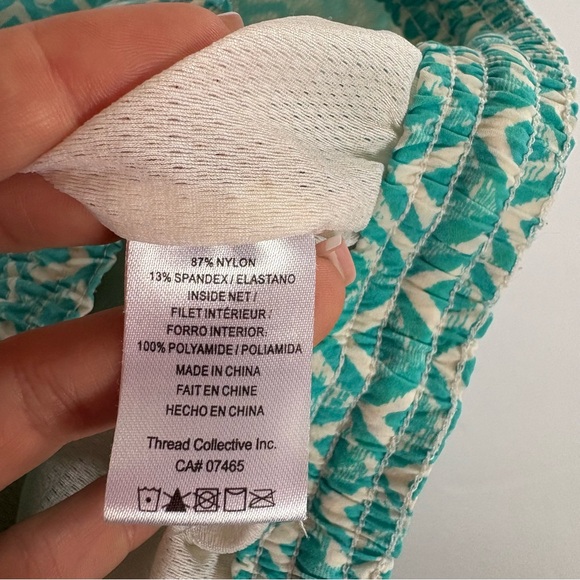 87% NYLON
13% SPANDEX / ELASTANO
INSIDE NET /
FILET INTÉRIEUR /
FORRO INTERIOR:
100% POLYAMIDE / POLIAMIDA
MADE IN CHINA
FAIT EN CHINE
HECHO EN CHINA
Thread Collective Inc.
CA# 07465